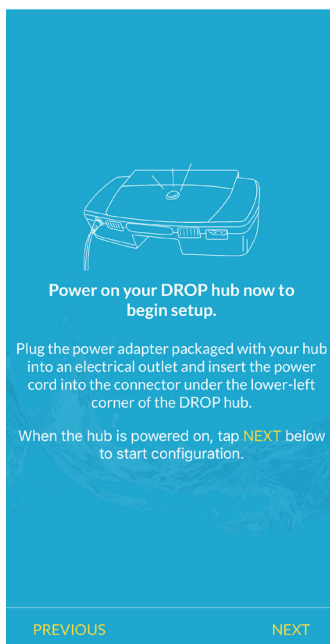 Power on your DROP hub now to
begin setup.
Plug the power adapter packaged with your hub
into an electrical outlet and insert the power
cord into the connector under the lower-left
corner of the DROP hub.
When the hub is powered on, tap NEXT below
to start configuration.
PREVIOUS
NEXT